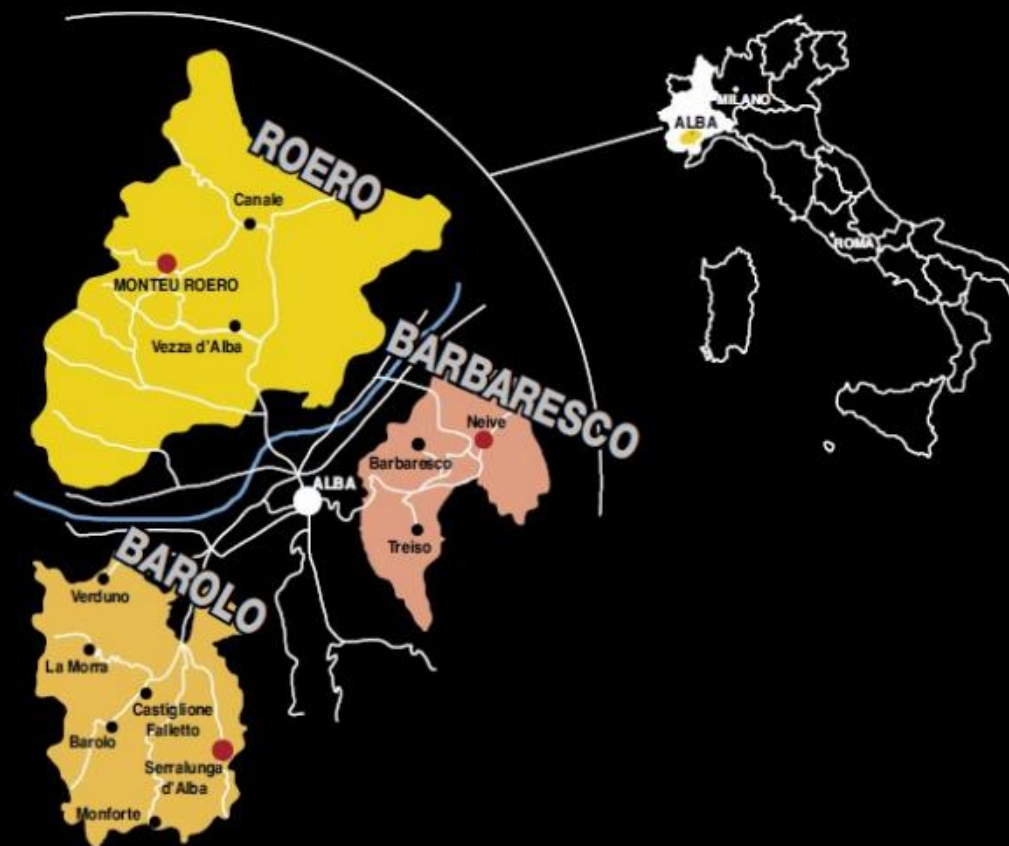 ROERO
Canale
MONTEU ROERO
Vezza d'Alba
BARBARESCO
Neive
Barbaresco
Treiso
ALBA
BAROLO
Verduno
La Morra
Castiglione
Falletto
Barolo
Serralunga
d'Alba
Monforte
MILANO
ALBA
ROMA